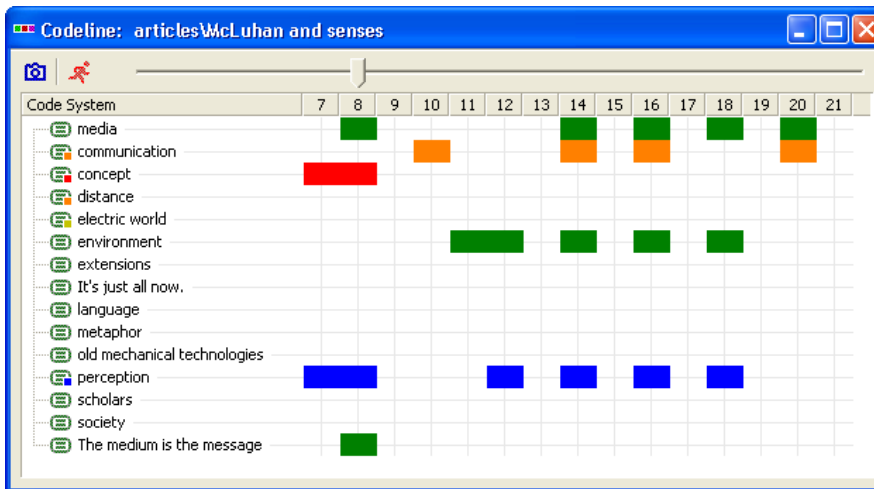 Codeline: articles\McLuhan and senses
Code System 7 8 9 10 11 12 13 14 15 16 17 18 19 20 21
media
communication
concept
distance
electric world
environment
extensions
It's just all now.
language
metaphor
old mechanical technologies
perception
scholars
society
The medium is the message